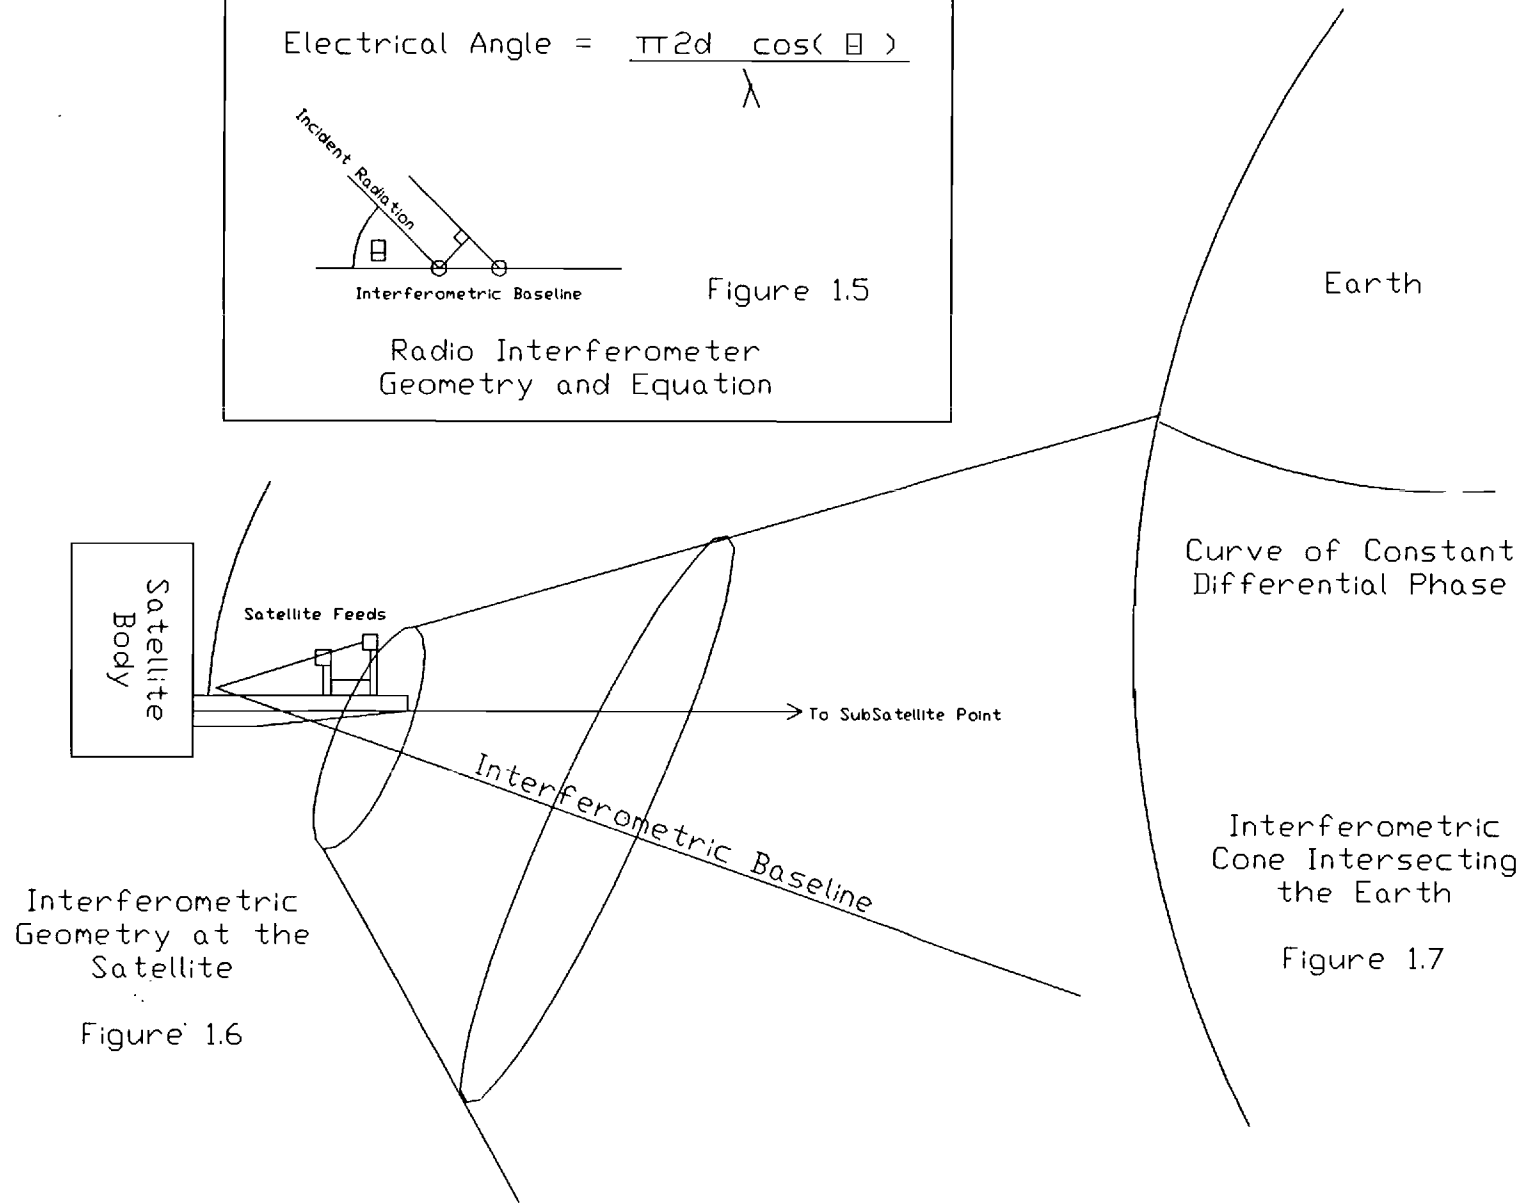 Electrical Angle = π2d cos( θ )
λ
Incident Radiation
θ
Interferometric Baseline
Figure 1.5
Radio Interferometer
Geometry and Equation
Earth
Curve of Constant
Differential Phase
Satellite
Body
Satellite Feeds
To SubSatellite Point
Interferometric Baseline
Interferometric
Cone Intersecting
the Earth
Figure 1.7
Interferometric
Geometry at the
Satellite
Figure 1.6